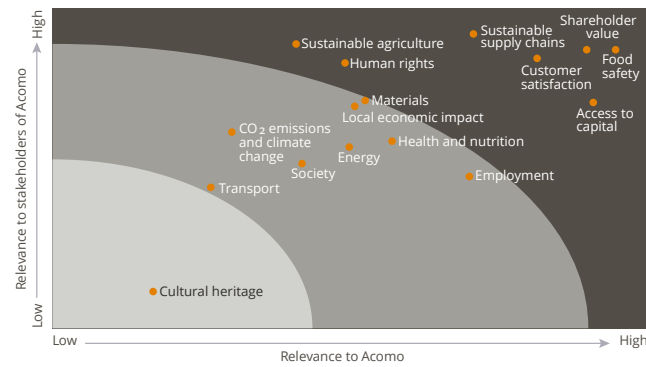 High
Relevance to stakeholders of Acomo
Low
Shareholder
value
Sustainable
supply chains
Sustainable agriculture
Food
safety
Human rights
Customer
satisfaction
Materials
Access to
capital
Local economic impact
CO₂ emissions
and climate
change
Health and nutrition
Energy
Society
Employment
Transport
Cultural heritage
Low
High
Relevance to Acomo